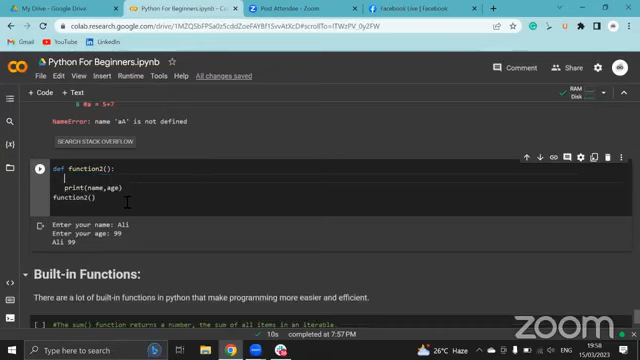 My Drive - Google Drive
Python For Beginners.ipynb - Co
Post Attendee - Zoom
Facebook Live | Facebook
colab.research.google.com/drive/
Gmail
YouTube
LinkedIn
Python For Beginners.ipynb
Comment
Share
File Edit View Insert Runtime Tools Help All changes saved
+ Code + Text
RAM
Disk
8 #a = 5+7
NameError: name 'aA' is not defined
SEARCH STACK OVERFLOW
def function2():
print(name,age)
function2()
Enter your name: Ali
Enter your age: 99
Ali 99
Built-in Functions:
There are a lot of built-in functions in python that make programming more easier and efficient.
[ ] #The sum() function returns a number, the sum of all items in an iterable.
10s completed at 7:57 PM
zoom
Type here to search
26°C Haze
19:58
15/03/2023